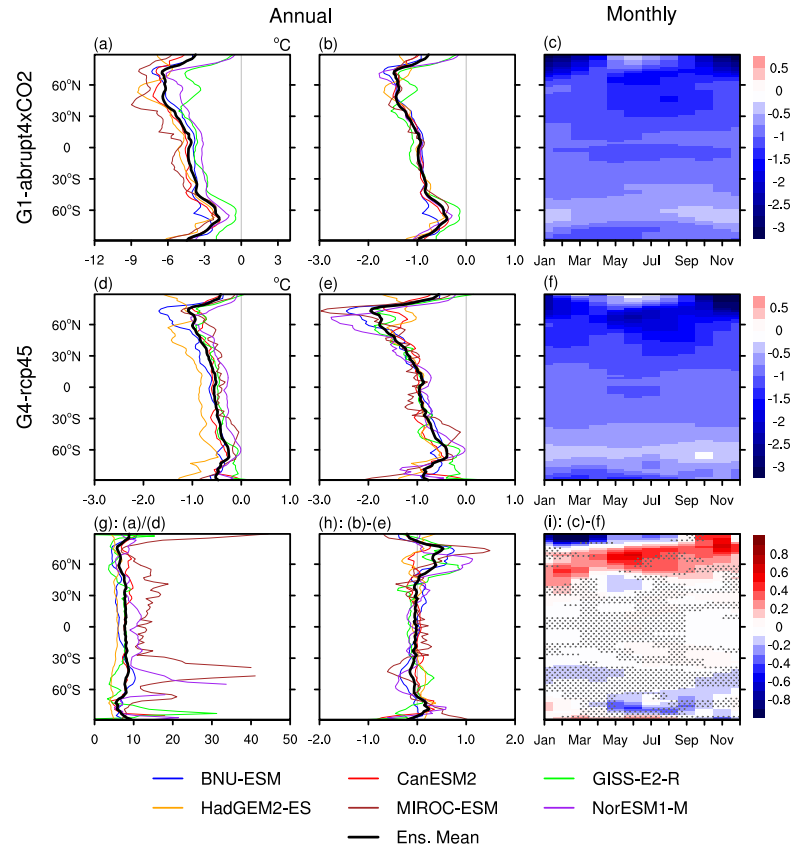 Annual Monthly
(a) °C (b) (c)
G1-abrupt4xCO2
60°N
30°N
0
30°S
60°S
0.5
0
-0.5
-1
-1.5
-2
-2.5
-3
-12 -9 -6 -3 0 3 -3.0 -2.0 -1.0 0.0 1.0 Jan Mar May Jul Sep Nov
(d) °C (e) (f)
G4-rcp45
60°N
30°N
0
30°S
60°S
0.5
0
-0.5
-1
-1.5
-2
-2.5
-3
-3.0 -2.0 -1.0 0.0 1.0 -3.0 -2.0 -1.0 0.0 1.0 Jan Mar May Jul Sep Nov
(g): (a)/(d) (h): (b)-(e) (i): (c)-(f)
60°N
30°N
0
30°S
60°S
0.8
0.6
0.4
0.2
0
-0.2
-0.4
-0.6
-0.8
0 10 20 30 40 50 -2.0 -1.0 0.0 1.0 2.0 Jan Mar May Jul Sep Nov
BNU-ESM CanESM2 GISS-E2-R
HadGEM2-ES MIROC-ESM NorESM1-M
Ens. Mean